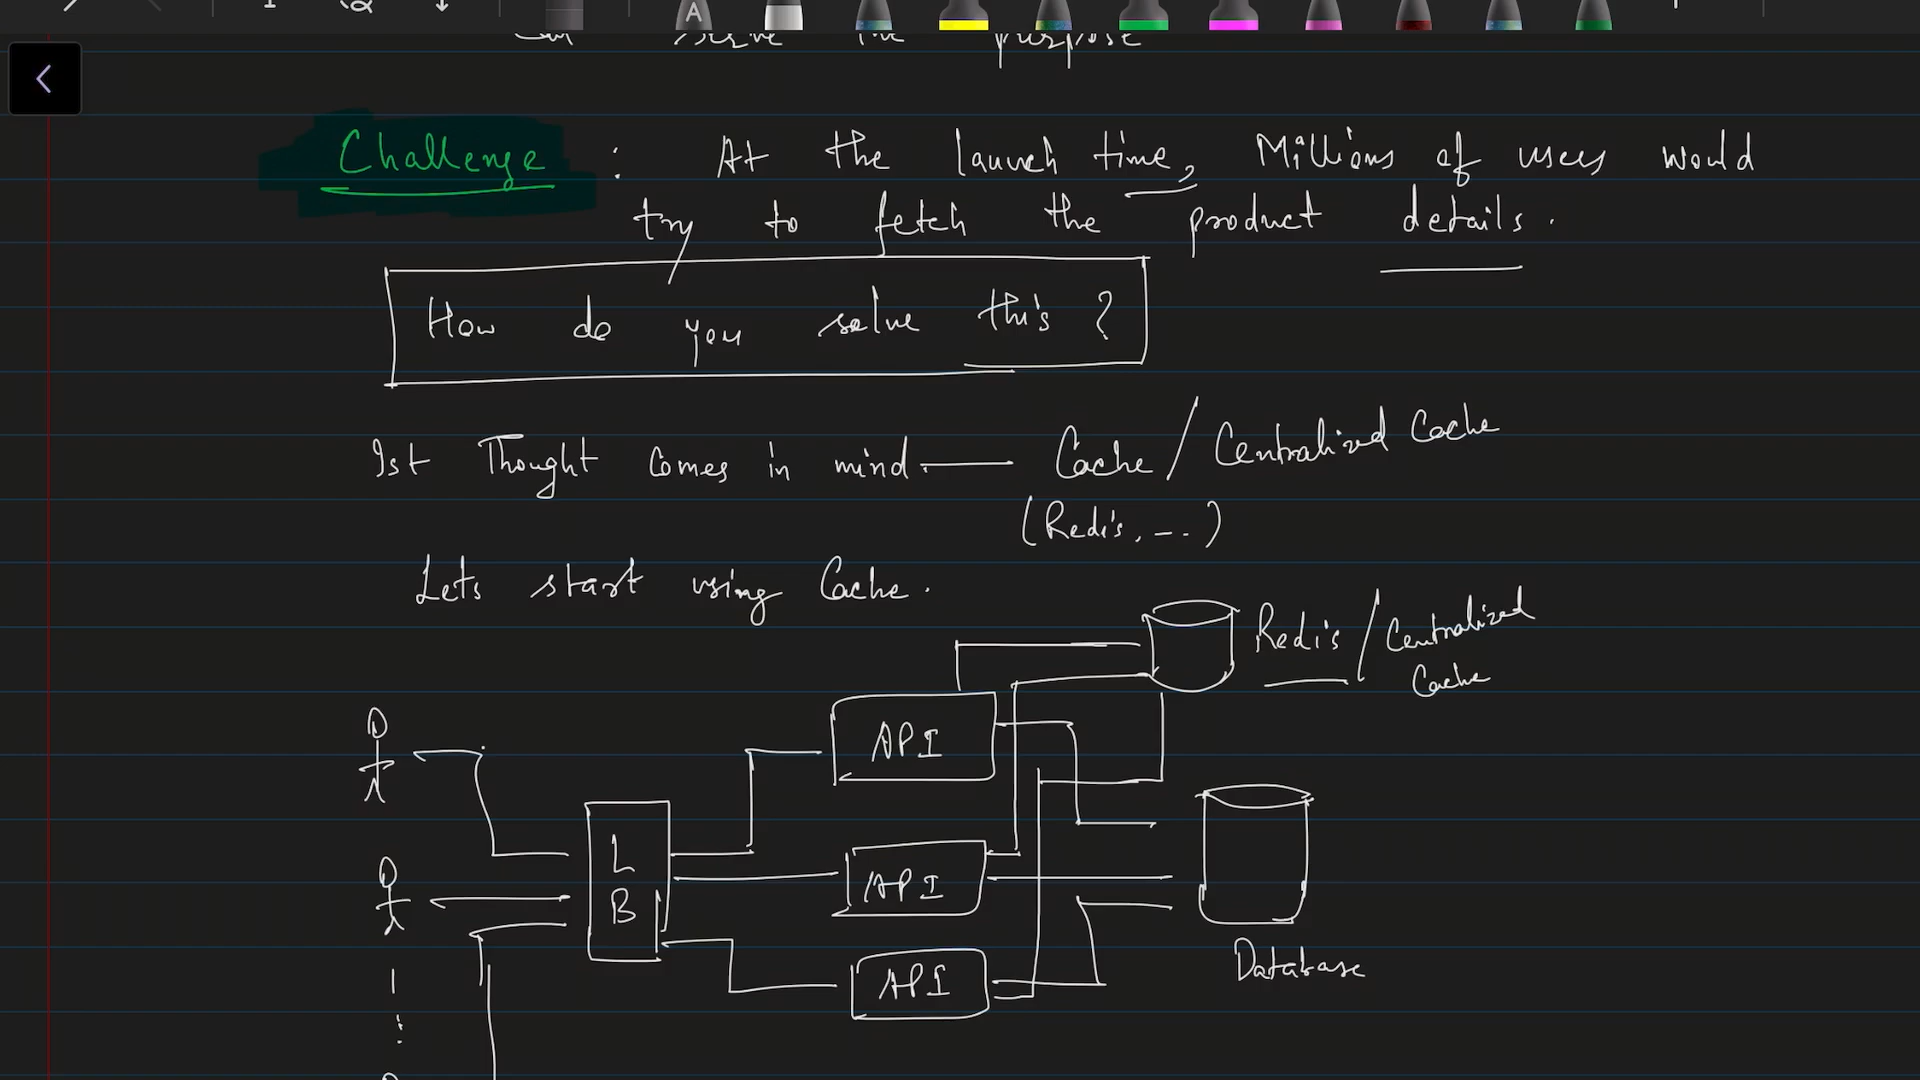 A
purpose
Challenge : At the launch time, Millions of users would
try to fetch the product details.
How do you solve this?
Ist Thought Comes in mind. — Cache / Centralized Cache
(Redis, -..)
Lets start using Cache.
Redis / Centralized
Cache
API
L
B
API
API
Database